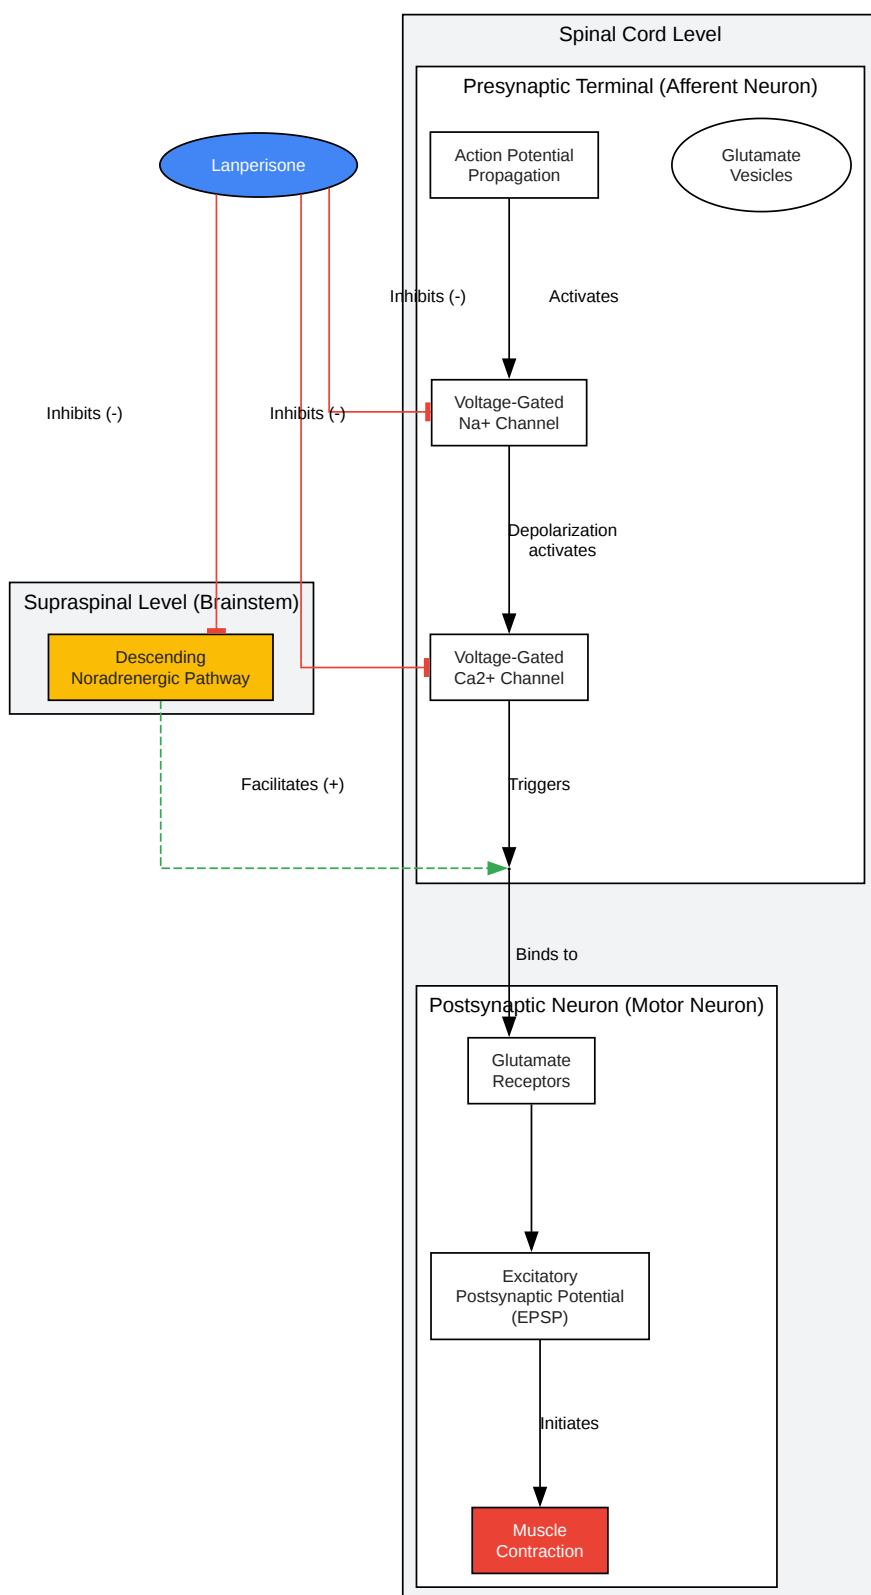 Spinal Cord Level
Presynaptic Terminal (Afferent Neuron)
Lanperisone
Action Potential
Propagation
Glutamate
Vesicles
Inhibits (-)
Activates
Inhibits (-)
Inhibits (-)
Voltage-Gated
Na+ Channel
Depolarization
activates
Supraspinal Level (Brainstem)
Descending
Noradrenergic Pathway
Voltage-Gated
Ca2+ Channel
Facilitates (+)
Triggers
Binds to
Postsynaptic Neuron (Motor Neuron)
Glutamate
Receptors
Excitatory
Postsynaptic Potential
(EPSP)
Initiates
Muscle
Contraction